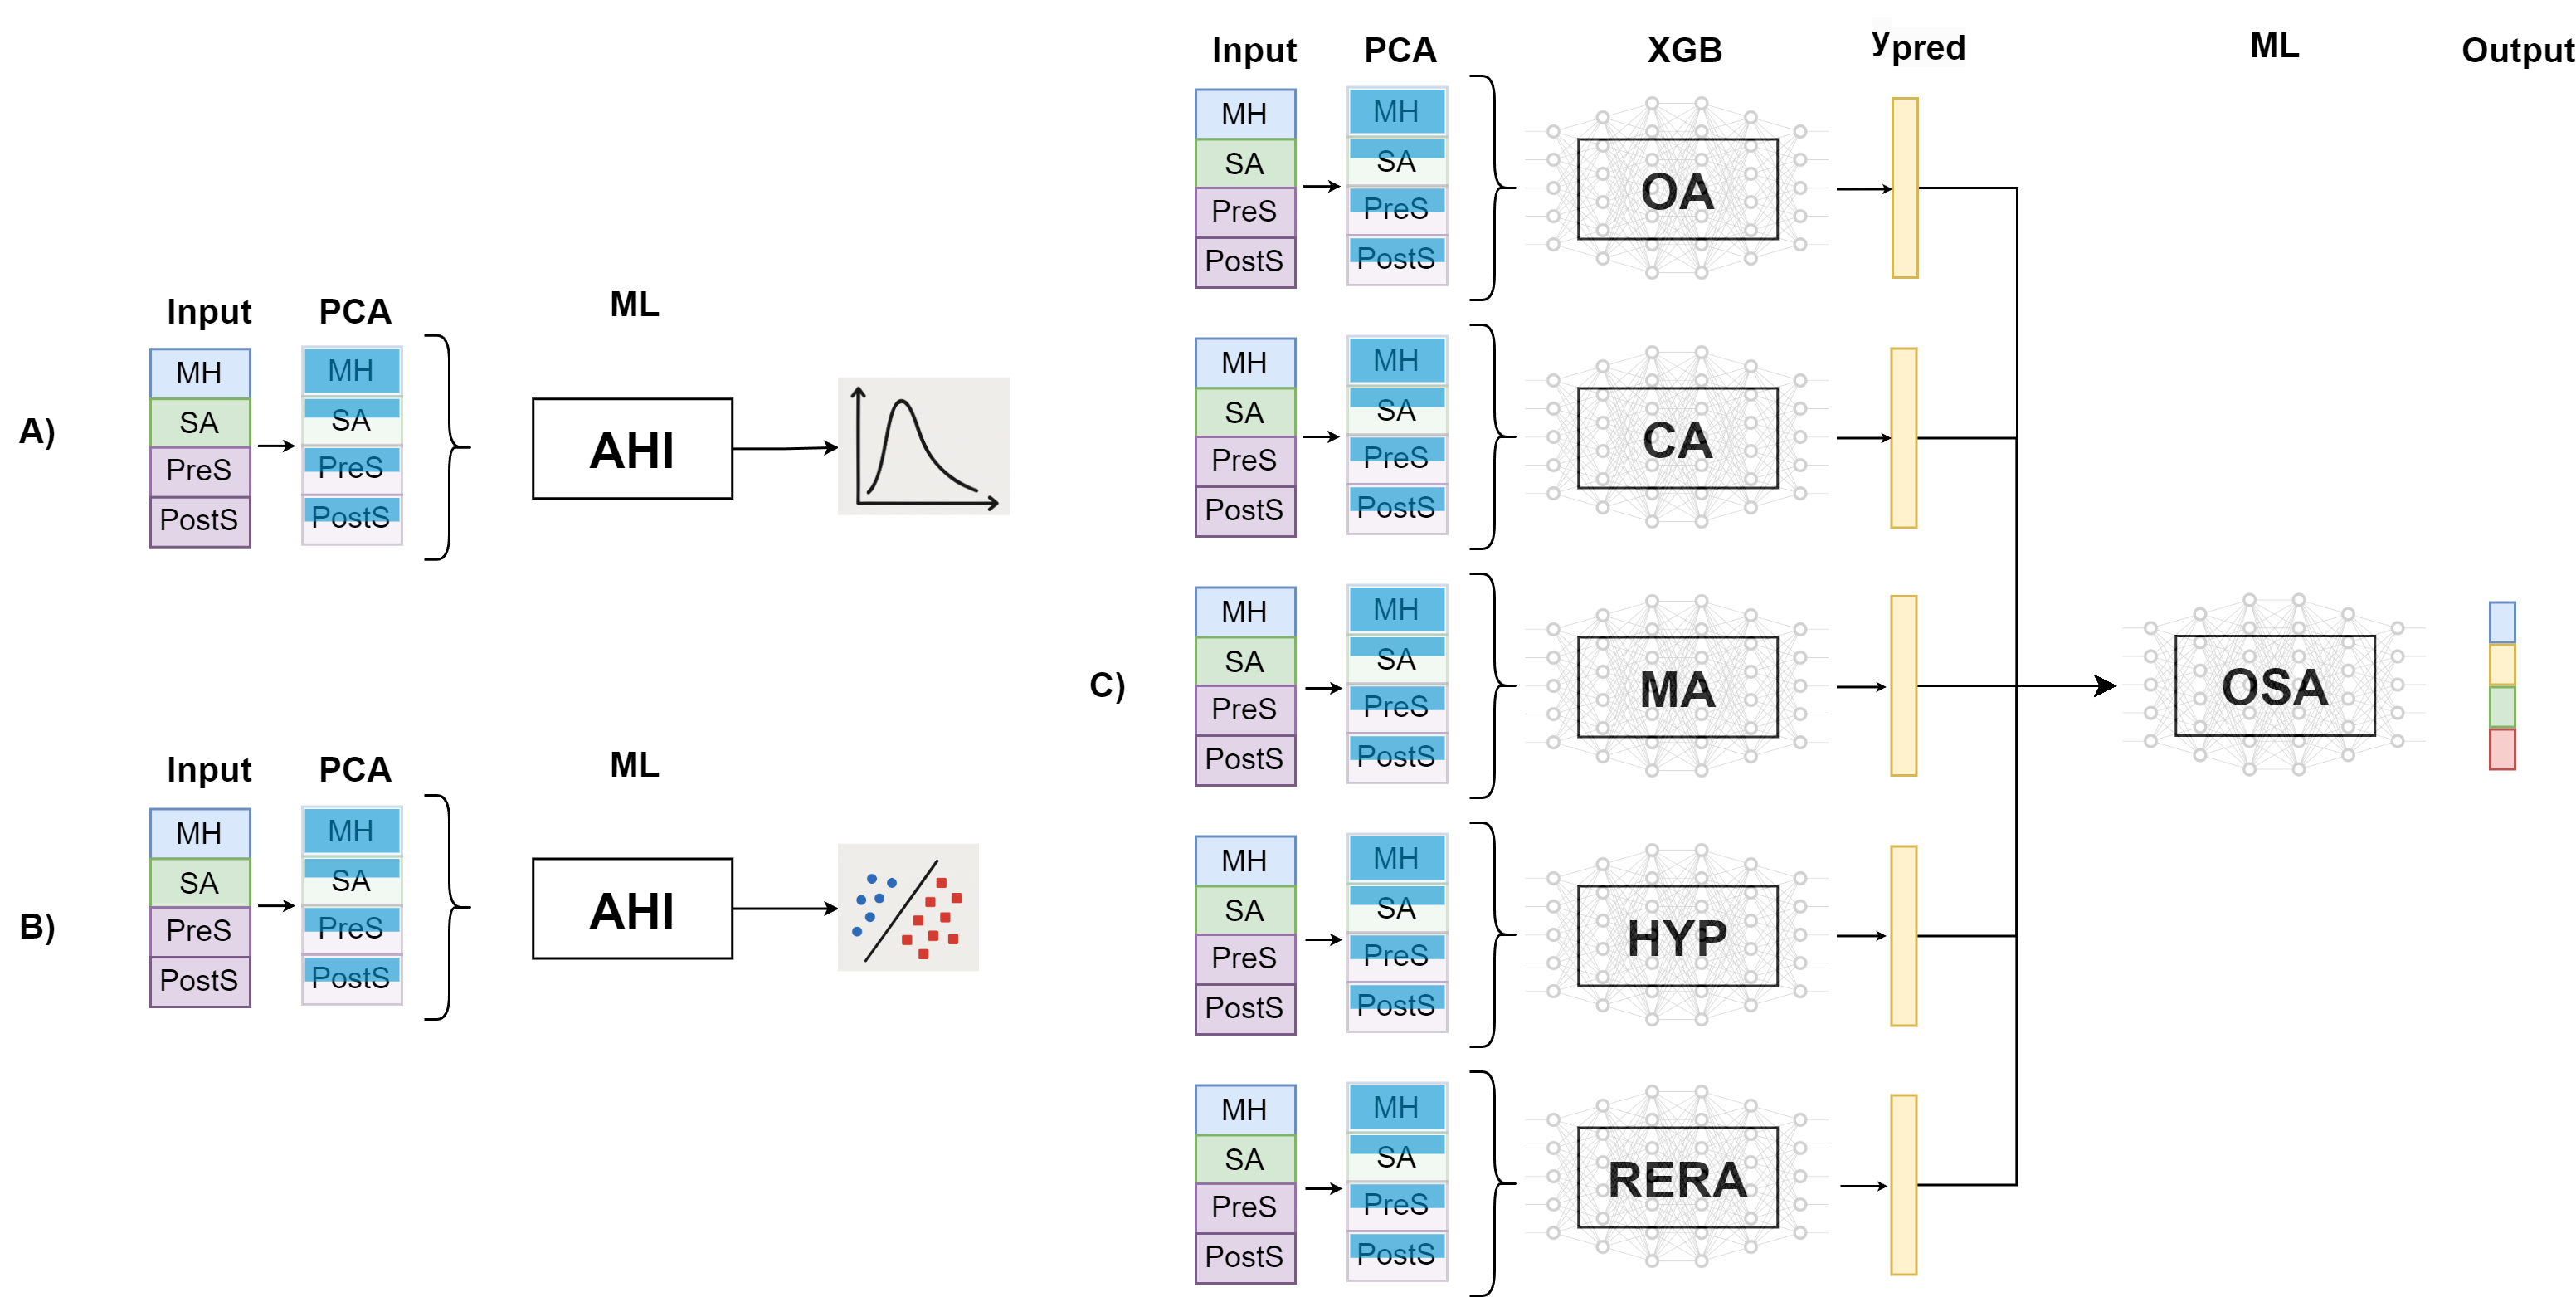 A)
Input PCA ML
MH MH
SA SA
PreS PreS
PostS PostS
AHI
B)
Input PCA ML
MH MH
SA SA
PreS PreS
PostS PostS
AHI
C)
Input PCA XGB ypred ML Output
MH MH
SA SA
PreS PreS
PostS PostS
OA
MH MH
SA SA
PreS PreS
PostS PostS
CA
MH MH
SA SA
PreS PreS
PostS PostS
MA
MH MH
SA SA
PreS PreS
PostS PostS
HYP
MH MH
SA SA
PreS PreS
PostS PostS
RERA
OSA